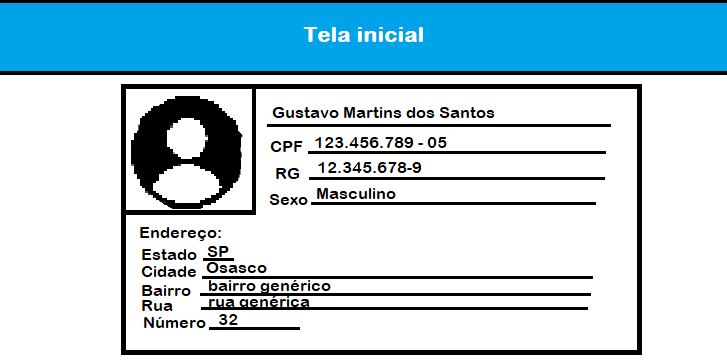 Tela inicial
Gustavo Martins dos Santos
CPF 123.456.789 - 05
RG 12.345.678-9
Sexo Masculino
Endereço:
Estado SP
Cidade Osasco
Bairro bairro genérico
Rua rua genérica
Número 32